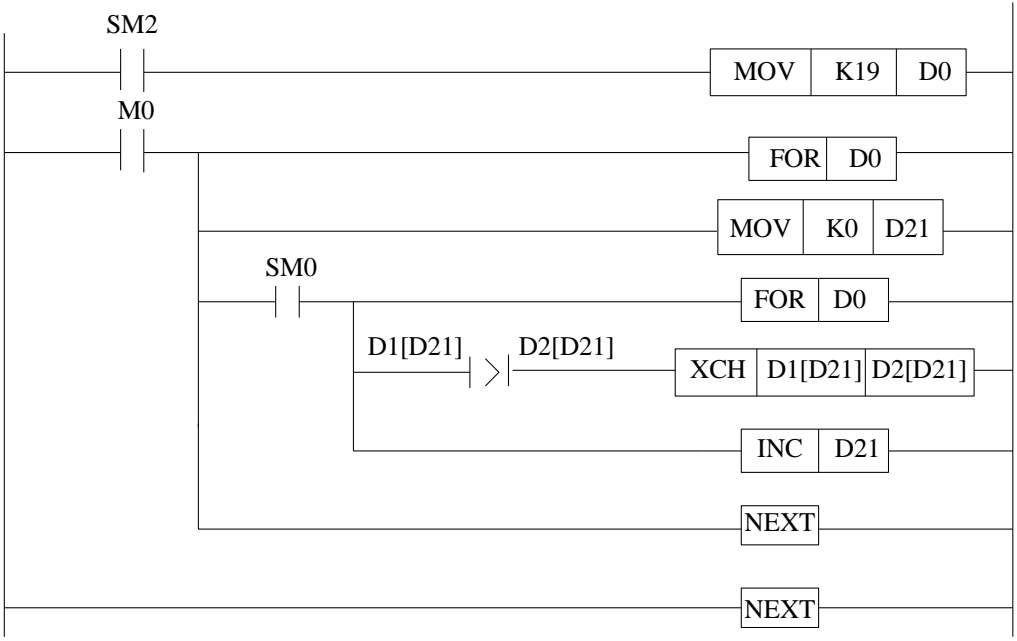 SM2
MOV K19 D0
M0
FOR D0
MOV K0 D21
SM0
FOR D0
D1[D21] > D2[D21]
XCH D1[D21] D2[D21]
INC D21
NEXT
NEXT